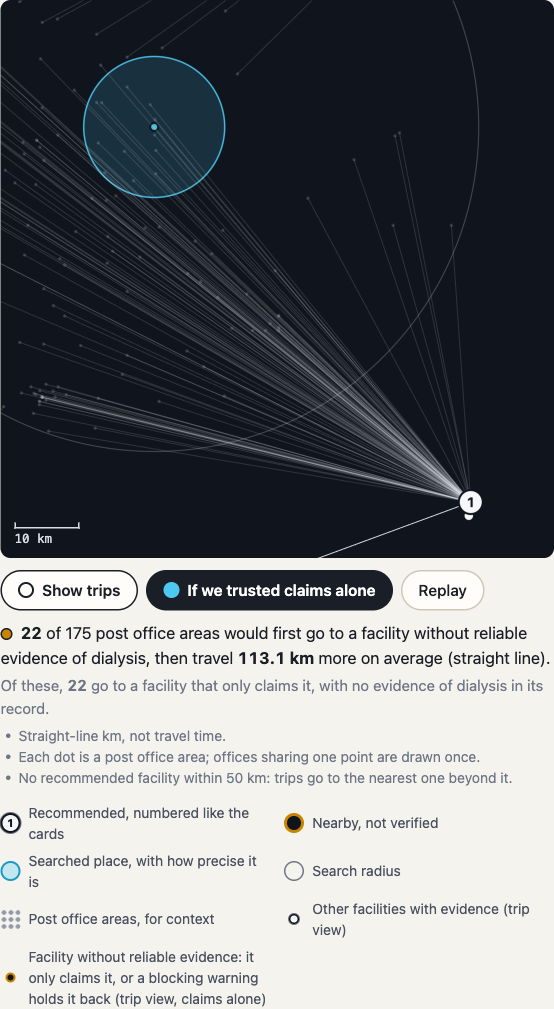 1
10 km
Show trips
If we trusted claims alone
Replay
22 of 175 post office areas would first go to a facility without reliable
evidence of dialysis, then travel 113.1 km more on average (straight line).
Of these, 22 go to a facility that only claims it, with no evidence of dialysis in its
record.
• Straight-line km, not travel time.
• Each dot is a post office area; offices sharing one point are drawn once.
• No recommended facility within 50 km: trips go to the nearest one beyond it.
1
Recommended, numbered like the
cards
Nearby, not verified
Searched place, with how precise it
is
Search radius
Post office areas, for context
Other facilities with evidence (trip
view)
Facility without reliable evidence: it
only claims it, or a blocking warning
holds it back (trip view, claims alone)